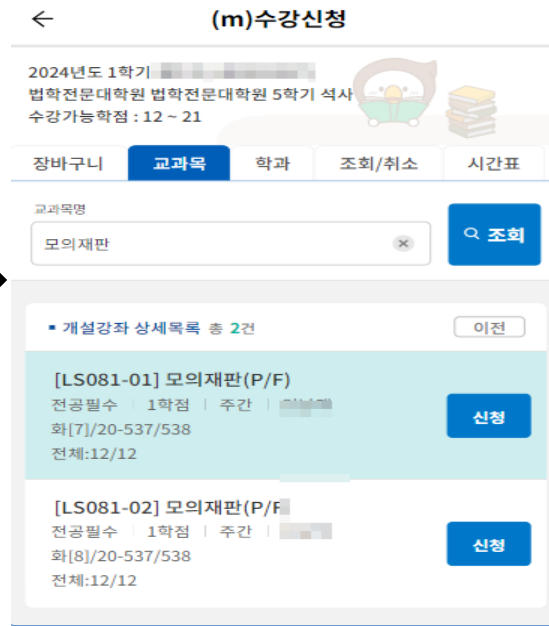 (m)수강신청
2024년도 1학기
법학전문대학원 법학전문대학원 5학기 석사
수강가능학점 : 12 ~ 21
장바구니 교과목 학과 조회/취소 시간표
교과목명
모의재판
조회
개설강좌 상세목록 총 2건
이전
[LS081-01] 모의재판(P/F)
전공필수 1학점 주간
화[7]/20-537/538
전체:12/12
신청
[LS081-02] 모의재판(P/F
전공필수 1학점 주간
화[8]/20-537/538
전체:12/12
신청